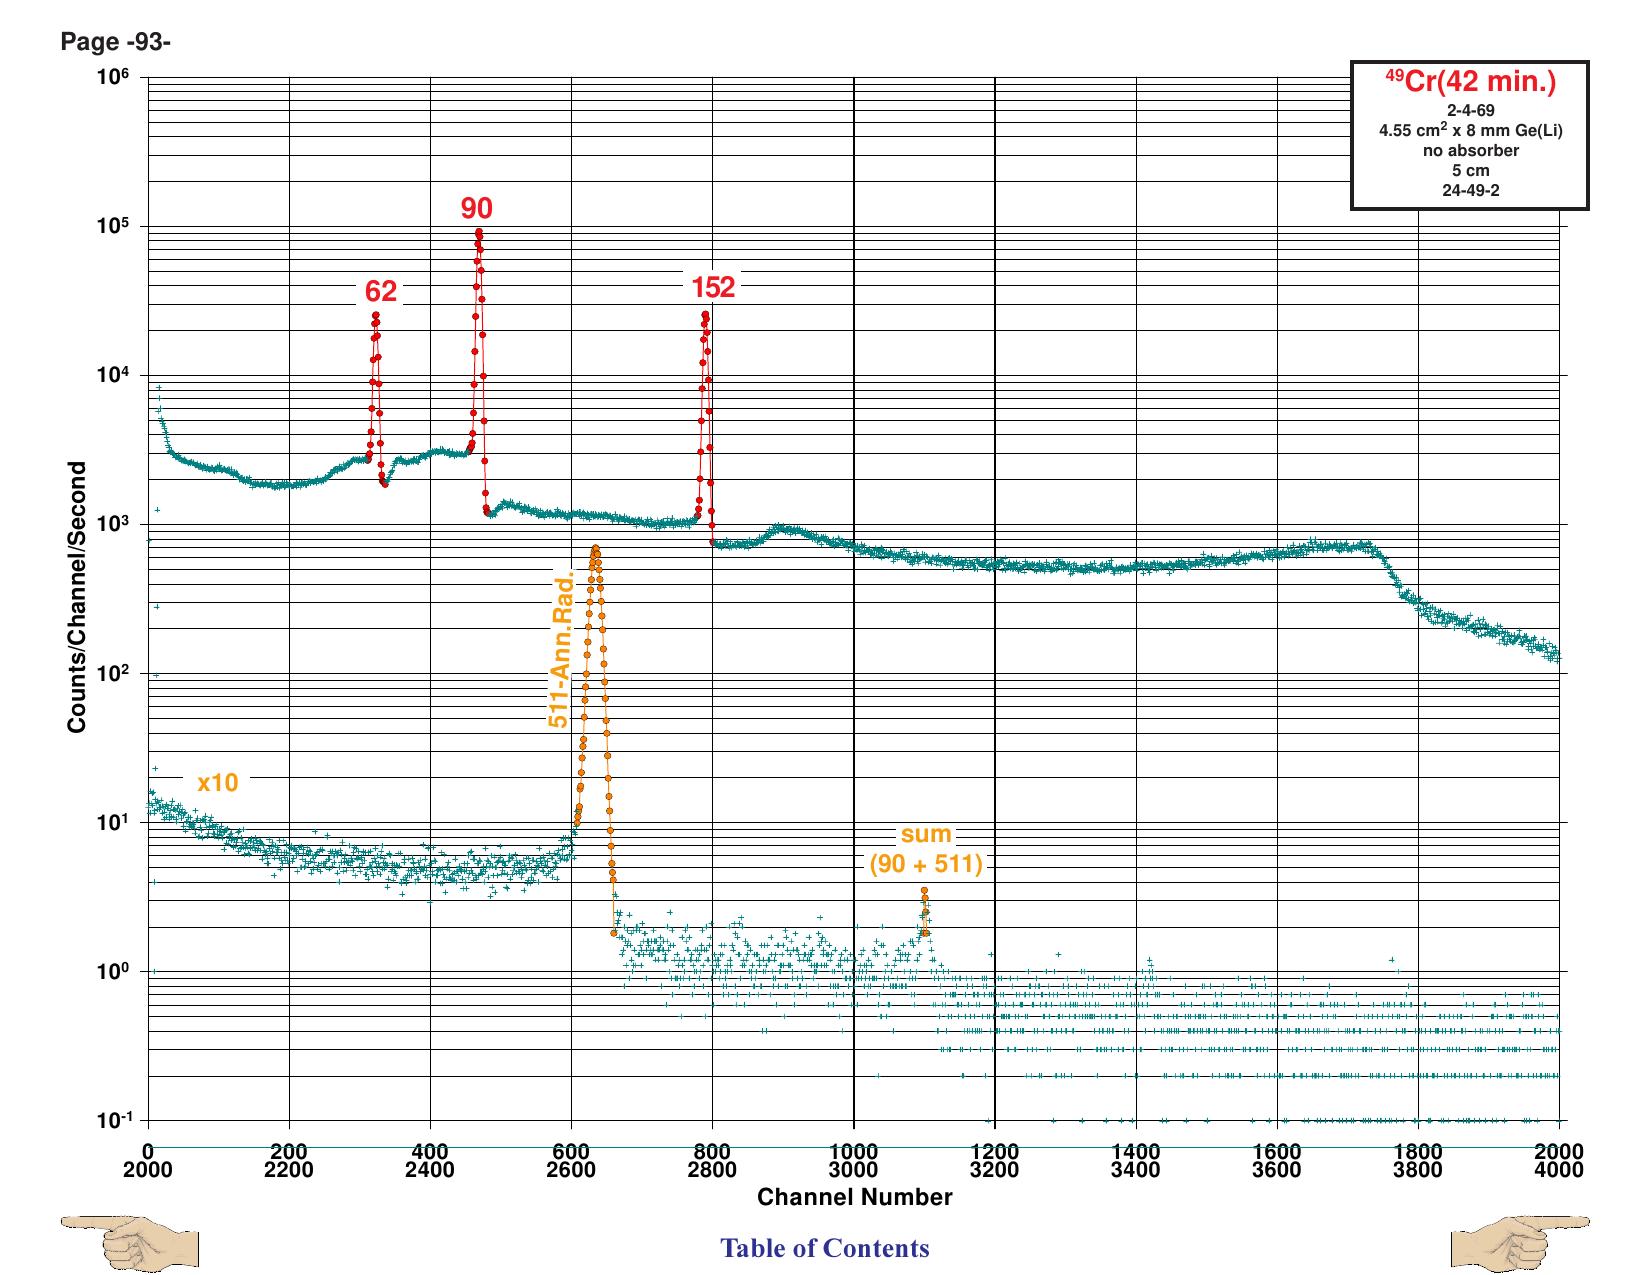 Page -93-
⁴⁹Cr(42 min.)
2-4-69
4.55 cm² x 8 mm Ge(Li)
no absorber
5 cm
24-49-2
10⁶
10⁵
10⁴
10³
10²
10¹
10⁰
10⁻¹
Counts/Channel/Second
62
90
152
511-Ann.Rad.
x10
sum
(90 + 511)
0 200 400 600 800 1000 1200 1400 1600 1800 2000
2000 2200 2400 2600 2800 3000 3200 3400 3600 3800 4000
Channel Number
Table of Contents